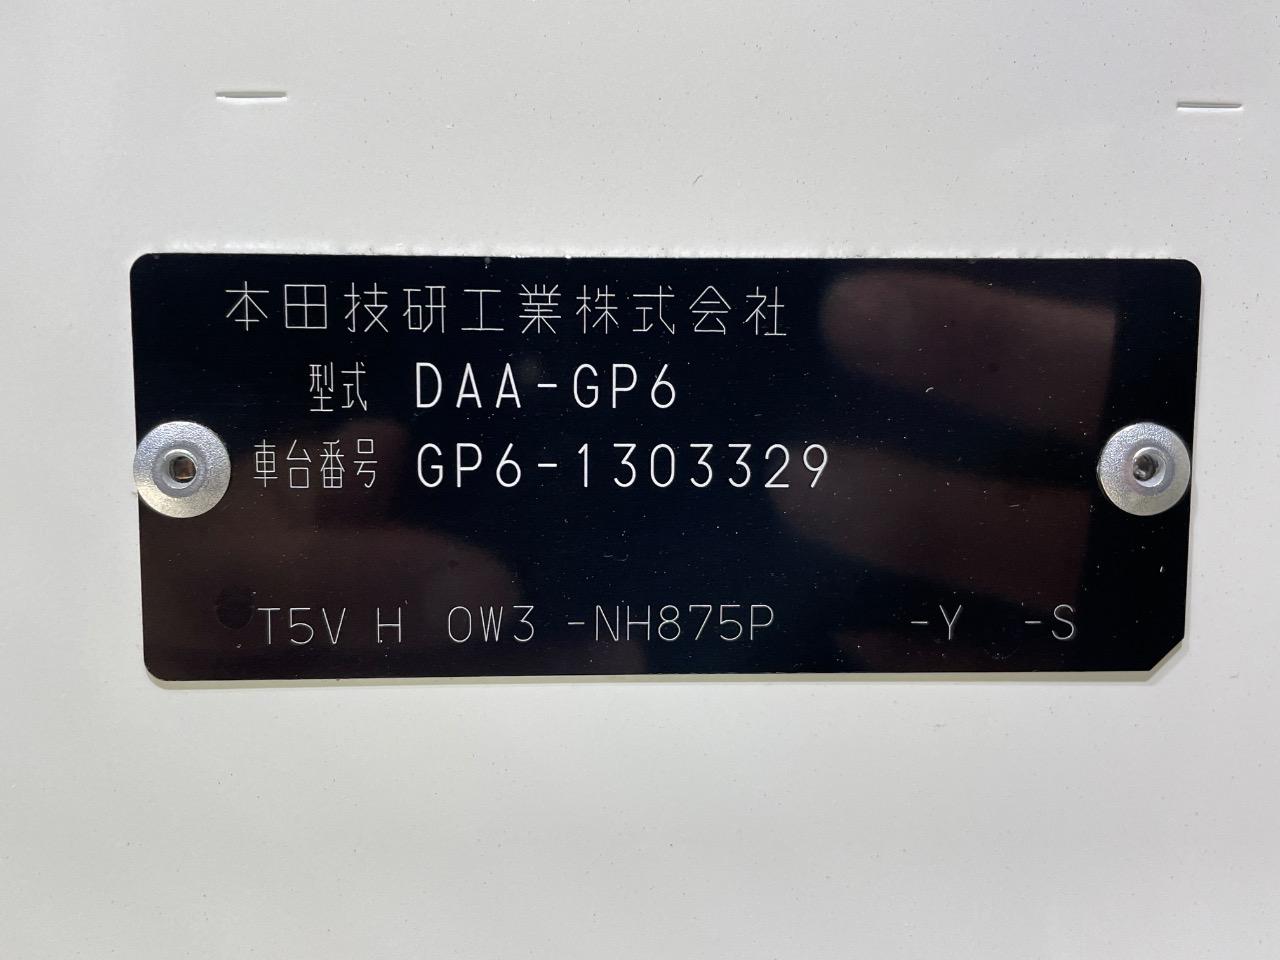 本田技研工業株式会社
型式 DAA-GP6
車台番号 GP6-1303329
T5V H 0W3 -NH875P -Y -S